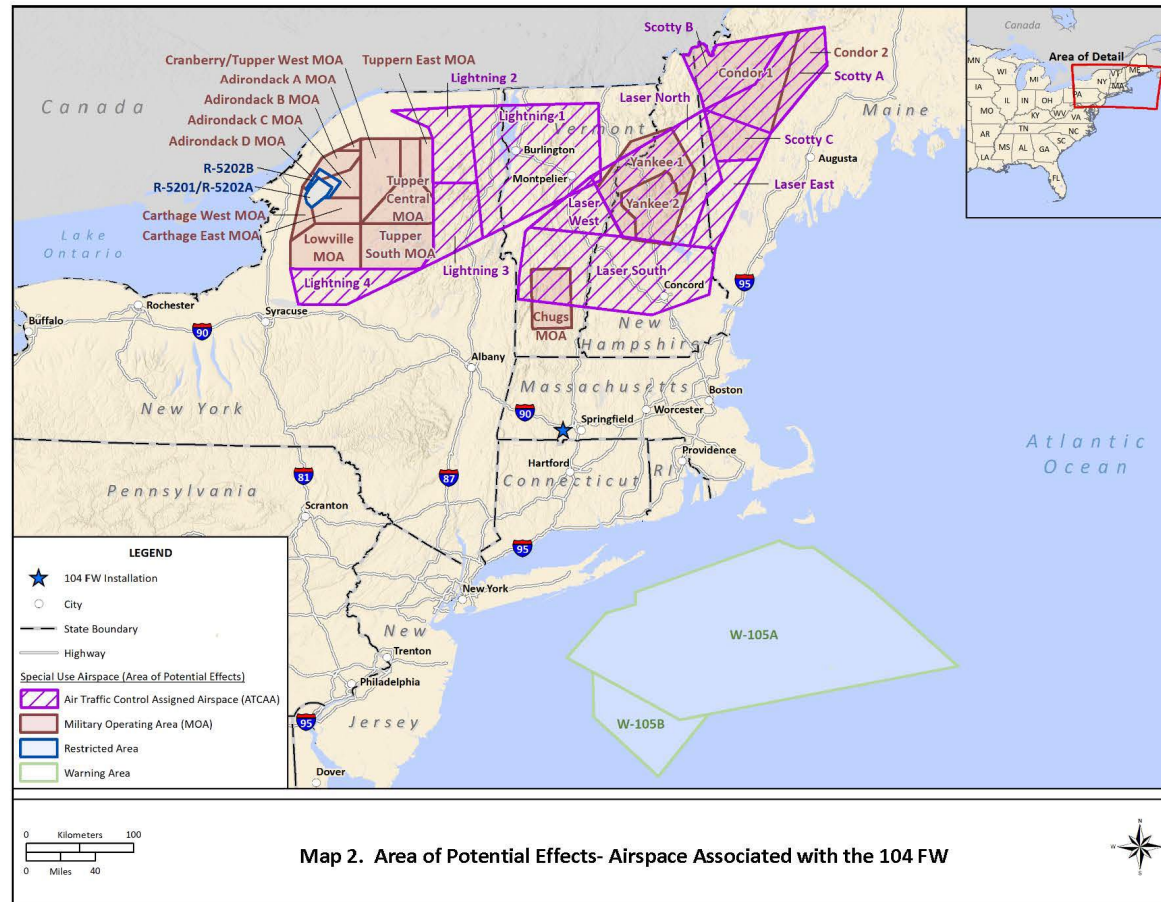 Canada
Cranberry/Tupper West MOA
Adirondack A MOA
Adirondack B MOA
Adirondack C MOA
Adirondack D MOA
R-5202B
R-5201/R-5202A
Carthage West MOA
Carthage East MOA
Tuppern East MOA
Lightning 2
Lightning 1
Tupper
Central
MOA
Tupper
South MOA
Lowville
MOA
Lightning 3
Lightning 4
Scotty B
Condor 1
Condor 2
Scotty A
Scotty C
Laser North
Laser East
Laser
West
Laser South
Yankee 1
Yankee 2
Chugs
MOA
Vermont
Maine
Burlington
Montpelier
Augusta
Concord
Lake
Ontario
Rochester
Buffalo
Syracuse
Albany
90
90
95
81
87
95
95
New York
New
Hampshire
Massachusetts
Boston
Worcester
Springfield
Providence
Hartford
Connecticut
RI
Pennsylvania
Scranton
New York
New
Jersey
Trenton
Philadelphia
Dover
Atlantic
Ocean
W-105A
W-105B
Canada
Area of Detail
MN
WI
MI
NY
VT
ME
MA
PA
IA
IL
IN
OH
MO
KY
WV
VA
TN
NC
AR
SC
MS
AL
GA
LA
FL
LEGEND
104 FW Installation
City
State Boundary
Highway
Special Use Airspace (Area of Potential Effects)
Air Traffic Control Assigned Airspace (ATCAA)
Military Operating Area (MOA)
Restricted Area
Warning Area
0 Kilometers 100
0 Miles 40
Map 2. Area of Potential Effects- Airspace Associated with the 104 FW
N
W
E
S